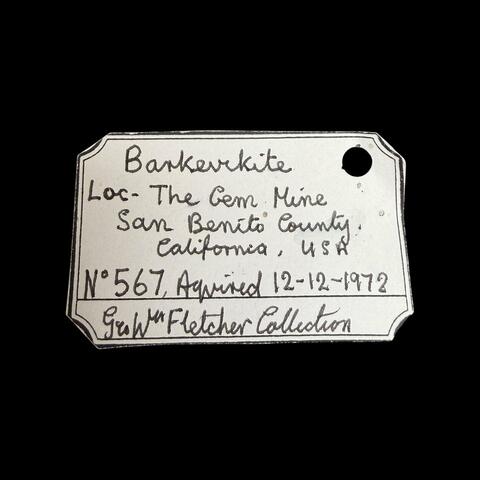 Barkevkite
Loc- The Gem Mine
San Benito County.
California, USA
Nº 567, Aquired 12-12-1972
Geo Wm Fletcher Collection